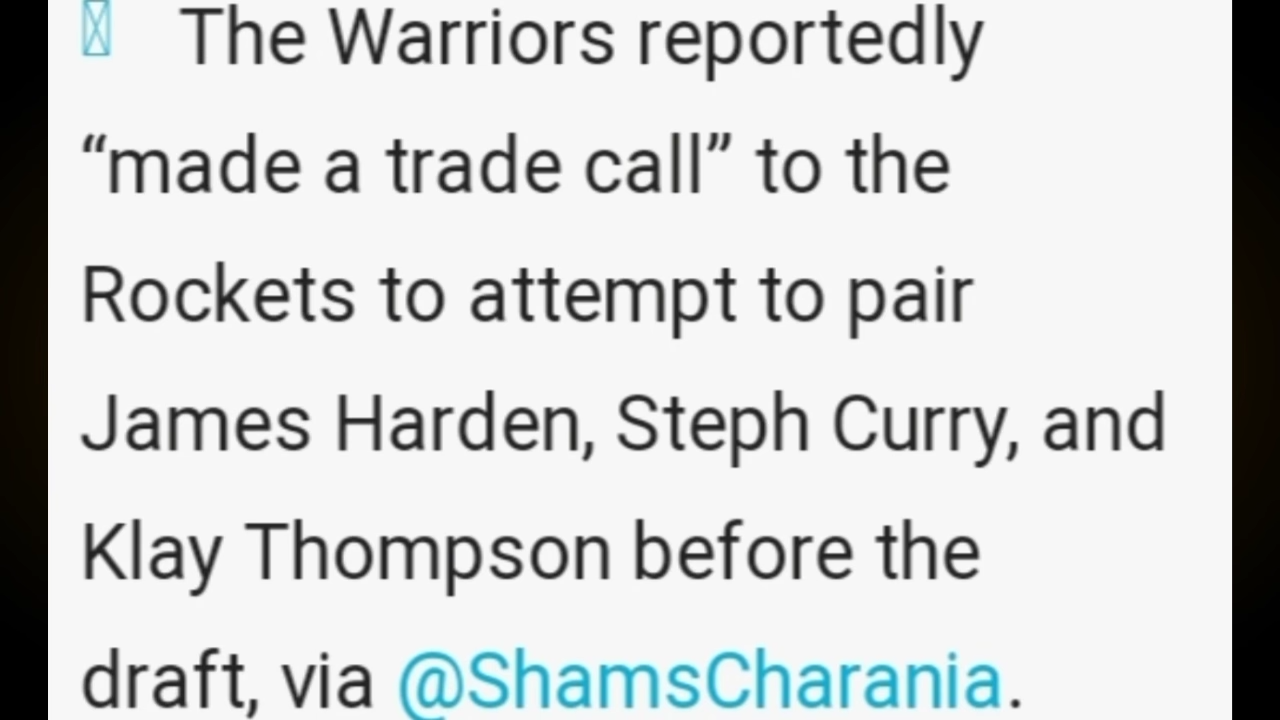 The Warriors reportedly
“made a trade call” to the
Rockets to attempt to pair
James Harden, Steph Curry, and
Klay Thompson before the
draft, via @ShamsCharania.